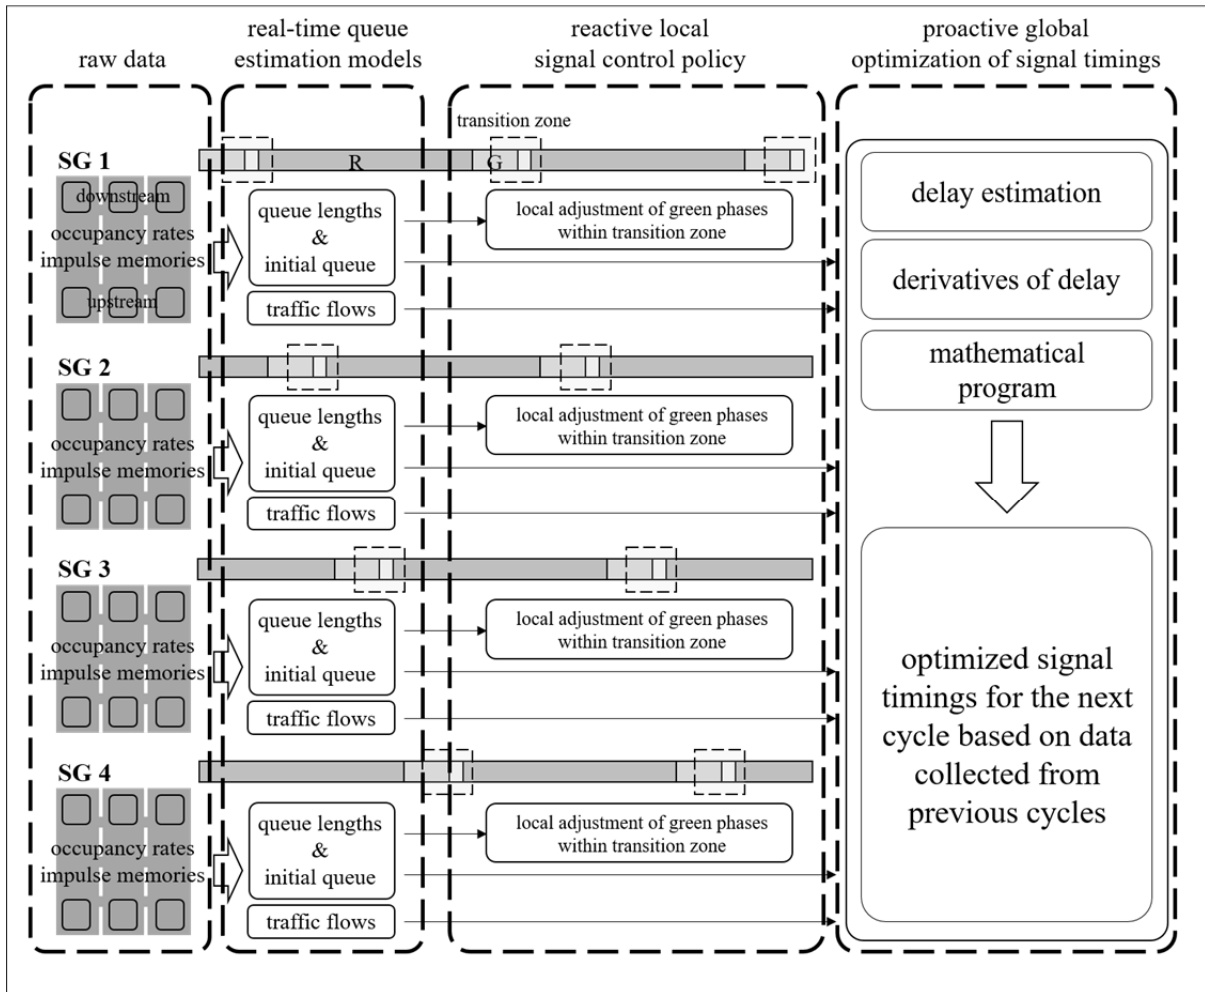 raw data
real-time queue
estimation models
reactive local
signal control policy
proactive global
optimization of signal timings
transition zone
SG 1
R
G
downstream
occupancy rates
impulse memories
upstream
queue lengths
&
initial queue
traffic flows
local adjustment of green phases
within transition zone
SG 2
occupancy rates
impulse memories
queue lengths
&
initial queue
traffic flows
local adjustment of green phases
within transition zone
SG 3
occupancy rates
impulse memories
queue lengths
&
initial queue
traffic flows
local adjustment of green phases
within transition zone
SG 4
occupancy rates
impulse memories
queue lengths
&
initial queue
traffic flows
local adjustment of green phases
within transition zone
delay estimation
derivatives of delay
mathematical
program
optimized signal
timings for the next
cycle based on data
collected from
previous cycles